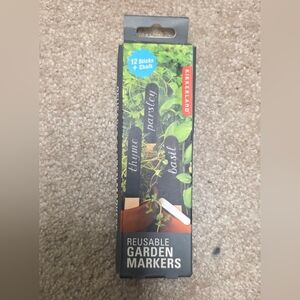 12 Sticks
+ Chalk
KIKKERLAND
parsley
thyme
basil
REUSABLE
GARDEN
MARKERS